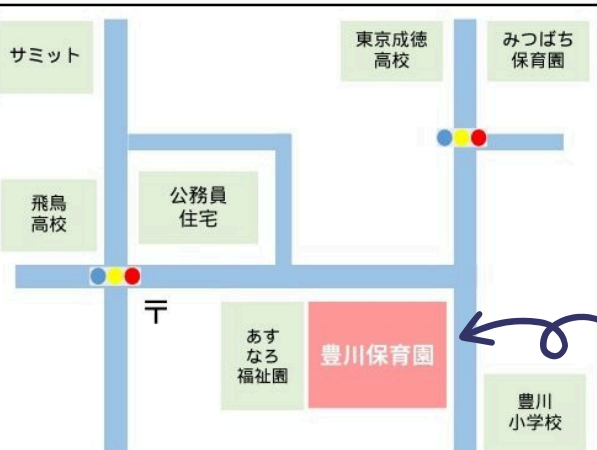 サミット
東京成徳
高校
みつばち
保育園
飛鳥
高校
公務員
住宅
〒
あす
なろ
福祉園
豊川保育園
豊川
小学校